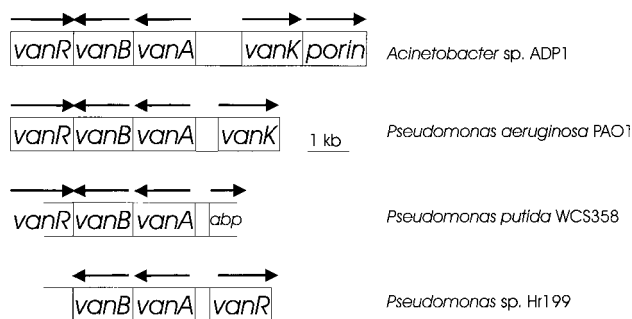 vanR vanB vanA vanK porin Acinetobacter sp. ADP1
vanR vanB vanA vanK 1 kb Pseudomonas aeruginosa PAO1
vanR vanB vanA abp Pseudomonas putida WCS358
vanB vanA vanR Pseudomonas sp. Hr199